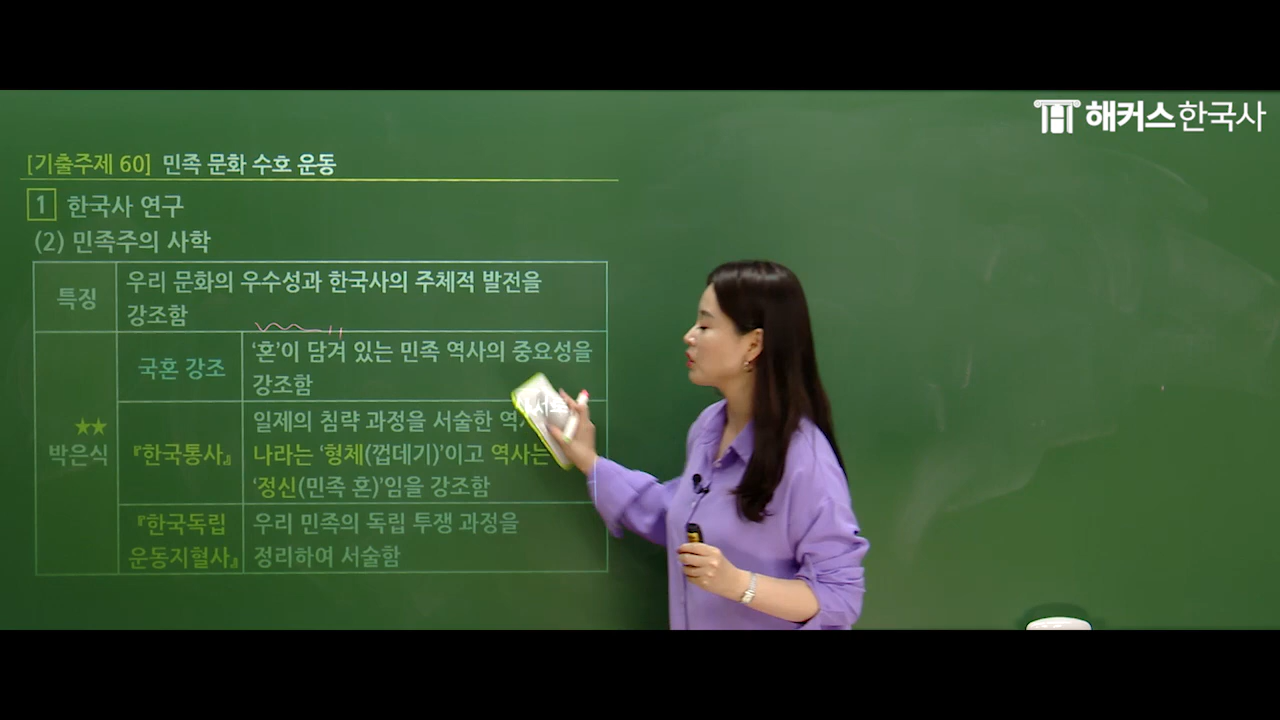 해커스한국사
[기출주제 60] 민족 문화 수호 운동
1 한국사 연구
(2) 민족주의 사학
특징
우리 문화의 우수성과 한국사의 주체적 발전을
강조함
★★
박은식
국혼 강조
‘혼’이 담겨 있는 민족 역사의 중요성을
강조함
『한국통사』
일제의 침략 과정을 서술한
나라는 ‘형체(껍데기)’이고 역사는
‘정신(민족 혼)’임을 강조함
『한국독립
운동지혈사』
우리 민족의 독립 투쟁 과정을
정리하여 서술함